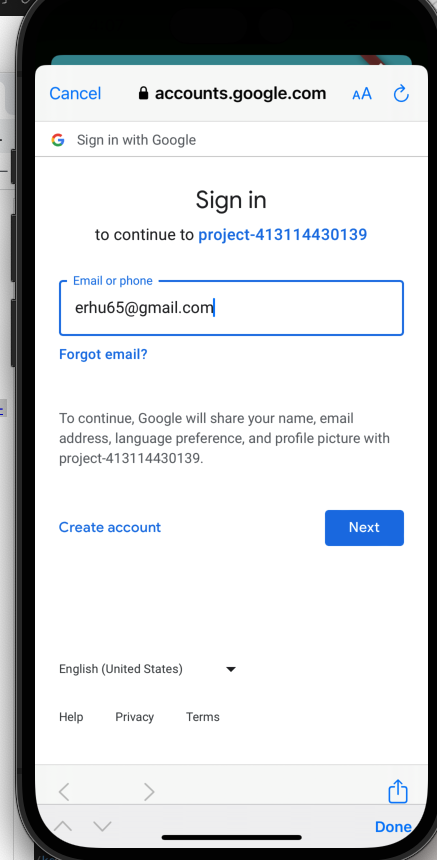 Cancel
accounts.google.com
AA
Sign in with Google
Sign in
to continue to project-413114430139
Email or phone
erhu65@gmail.com
Forgot email?
To continue, Google will share your name, email
address, language preference, and profile picture with
project-413114430139.
Create account
Next
English (United States)
Help Privacy Terms
Done